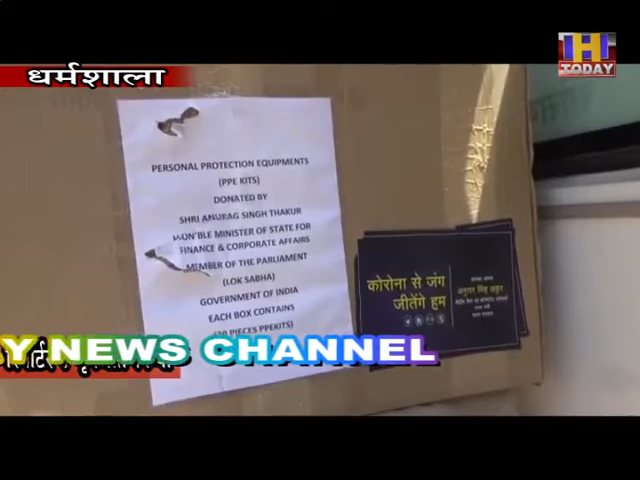 H
TODAY
धर्मशाला
PERSONAL PROTECTION EQUIPMENTS
(PPE KITS)
DONATED BY
SHRI ANURAG SINGH THAKUR
HON'BLE MINISTER OF STATE FOR
FINANCE & CORPORATE AFFAIRS
MEMBER OF THE PARLIAMENT
(LOK SABHA)
GOVERNMENT OF INDIA
EACH BOX CONTAINS
PPEKITS)
कोरोना से जंग
जीतेंगे हम
अनुराग सिंह ठाकुर
Y NEWS CHANNEL